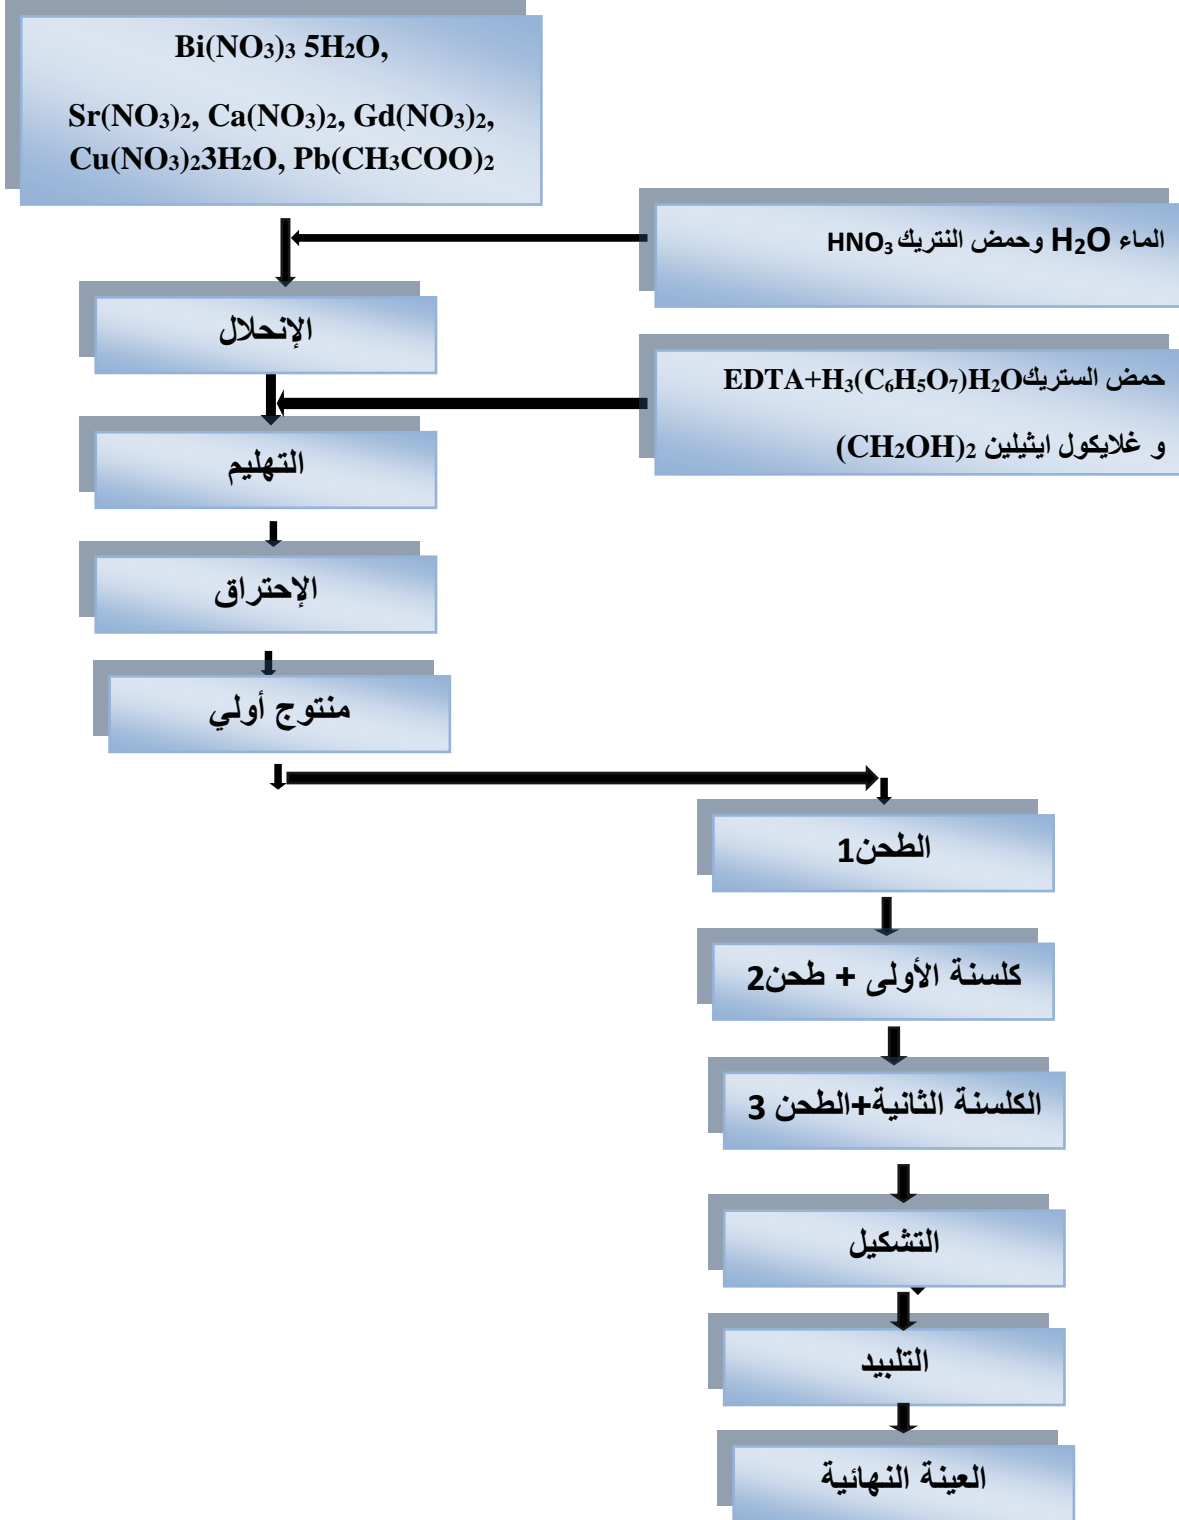 Bi(NO₃)₃ 5H₂O,
Sr(NO₃)₂, Ca(NO₃)₂, Gd(NO₃)₂,
Cu(NO₃)₂3H₂O, Pb(CH₃COO)₂
الماء H₂O وحمض النتريك HNO₃
الإنحلال
حمض الستريك EDTA+H₃(C₆H₅O₇)H₂O
و غلايكول ايثيلين (CH₂OH)₂
التهليم
الإحتراق
منتوج أولي
الطحن1
كلسنة الأولى + طحن2
الكلسنة الثانية+الطحن 3
التشكيل
التلبيد
العينة النهائية